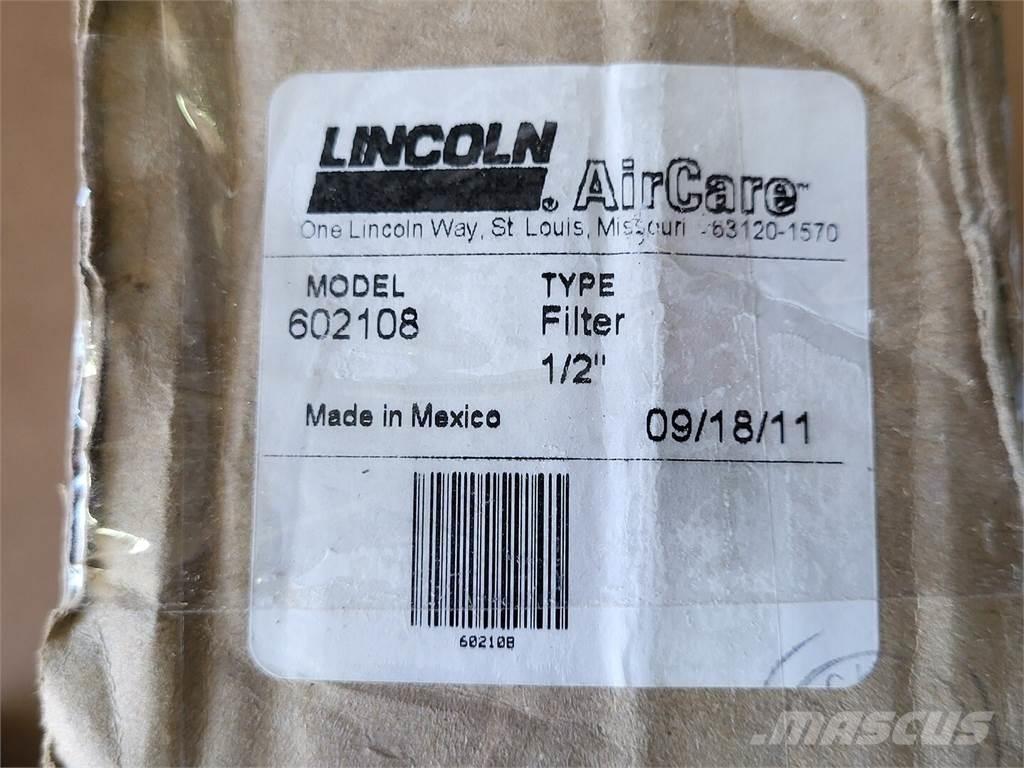 LINCOLN® AirCare™
One Lincoln Way, St. Louis, Missouri 63120-1570
MODEL TYPE
602108 Filter
1/2"
Made in Mexico 09/18/11
602108
MASCUS